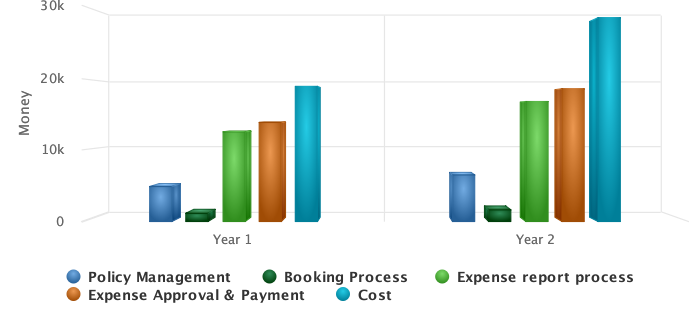 30k
20k
10k
0
Money
Year 1 Year 2
Policy Management Booking Process Expense report process
Expense Approval & Payment Cost